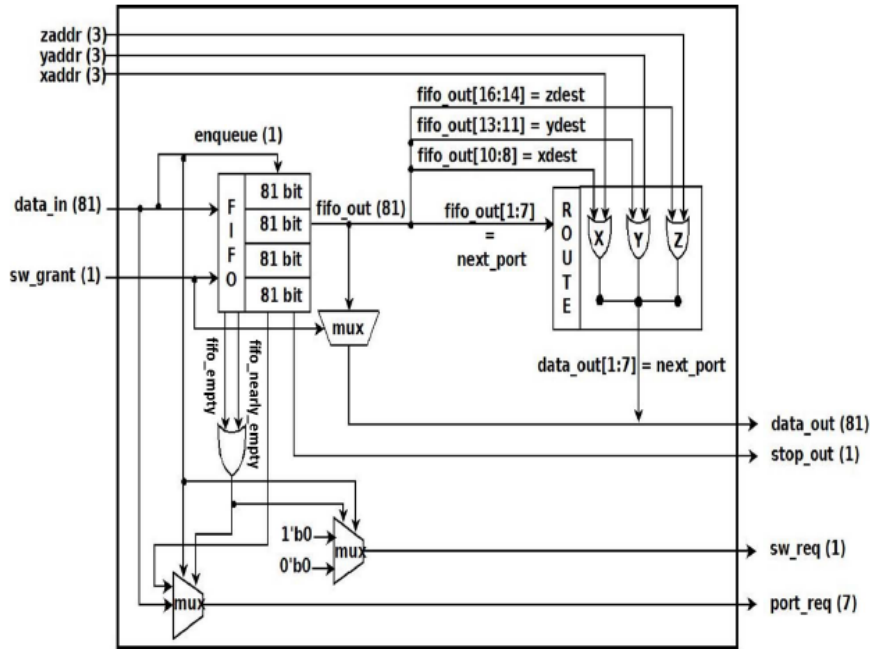 zaddr (3)
yaddr (3)
xaddr (3)
fifo_out[16:14] = zdest
fifo_out[13:11] = ydest
fifo_out[10:8] = xdest
enqueue (1)
data_in (81)
FIFO
81 bit
81 bit
81 bit
81 bit
fifo_out (81)
fifo_out[1:7]
=
next_port
ROUTE
X
Y
Z
sw_grant (1)
mux
fifo_empty
fifo_nearly_empty
data_out[1:7] = next_port
data_out (81)
stop_out (1)
1'b0
0'b0
mux
sw_req (1)
mux
port_req (7)